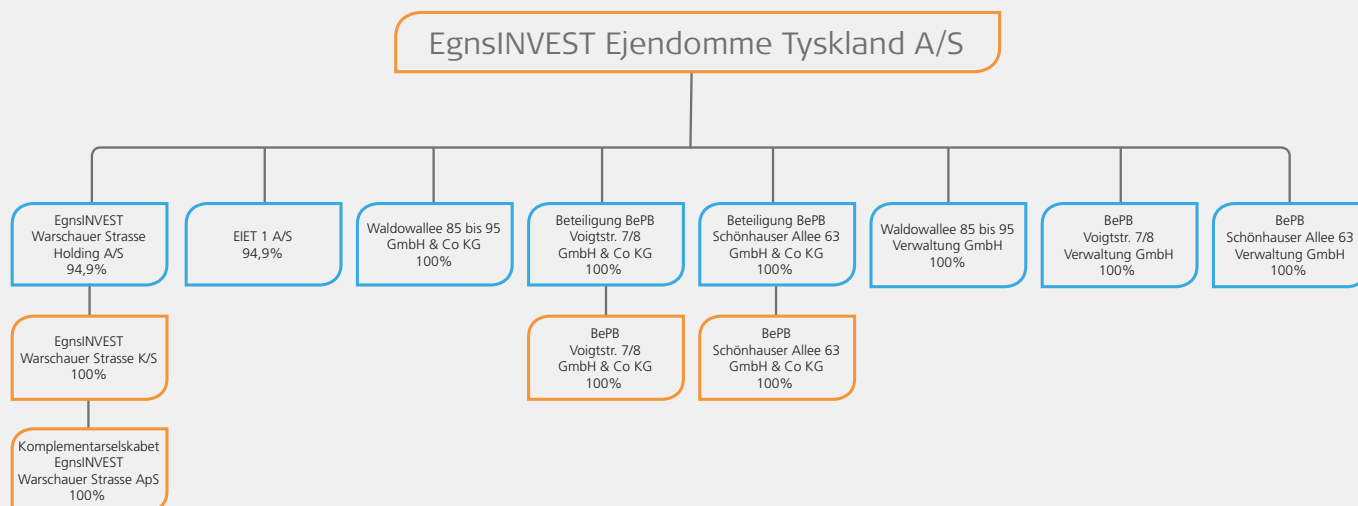 EgnsINVEST Ejendomme Tyskland A/S
EgnsINVEST
Warschauer Strasse
Holding A/S
94,9%
EIET 1 A/S
94,9%
Waldowallee 85 bis 95
GmbH & Co KG
100%
Beteiligung BePB
Voigtstr. 7/8
GmbH & Co KG
100%
Beteiligung BePB
Schönhauser Allee 63
GmbH & Co KG
100%
Waldowallee 85 bis 95
Verwaltung GmbH
100%
BePB
Voigtstr. 7/8
Verwaltung GmbH
100%
BePB
Schönhauser Allee 63
Verwaltung GmbH
100%
EgnsINVEST
Warschauer Strasse K/S
100%
BePB
Voigtstr. 7/8
GmbH & Co KG
100%
BePB
Schönhauser Allee 63
GmbH & Co KG
100%
Komplementarselskabet
EgnsINVEST
Warschauer Strasse ApS
100%